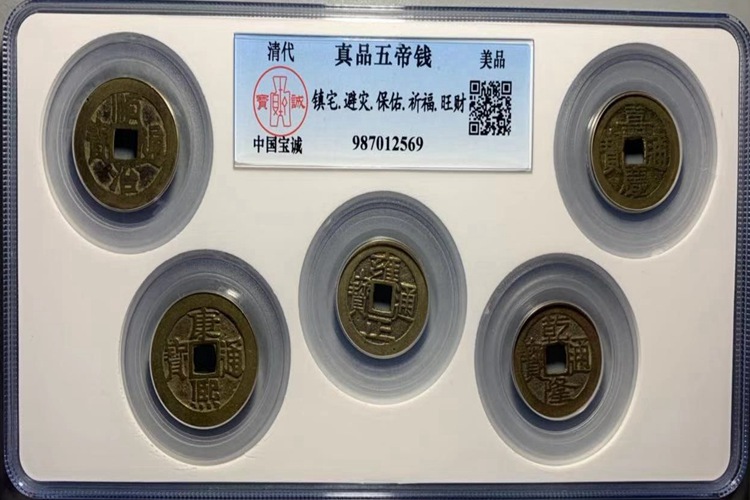 清代
真品五帝钱
美品
寶 誠
镇宅.避灾.保佑.祈福.旺财
中国宝诚
987012569
順治通寶
嘉慶通寶
雍正通寶
康熙通寶
乾隆通寶